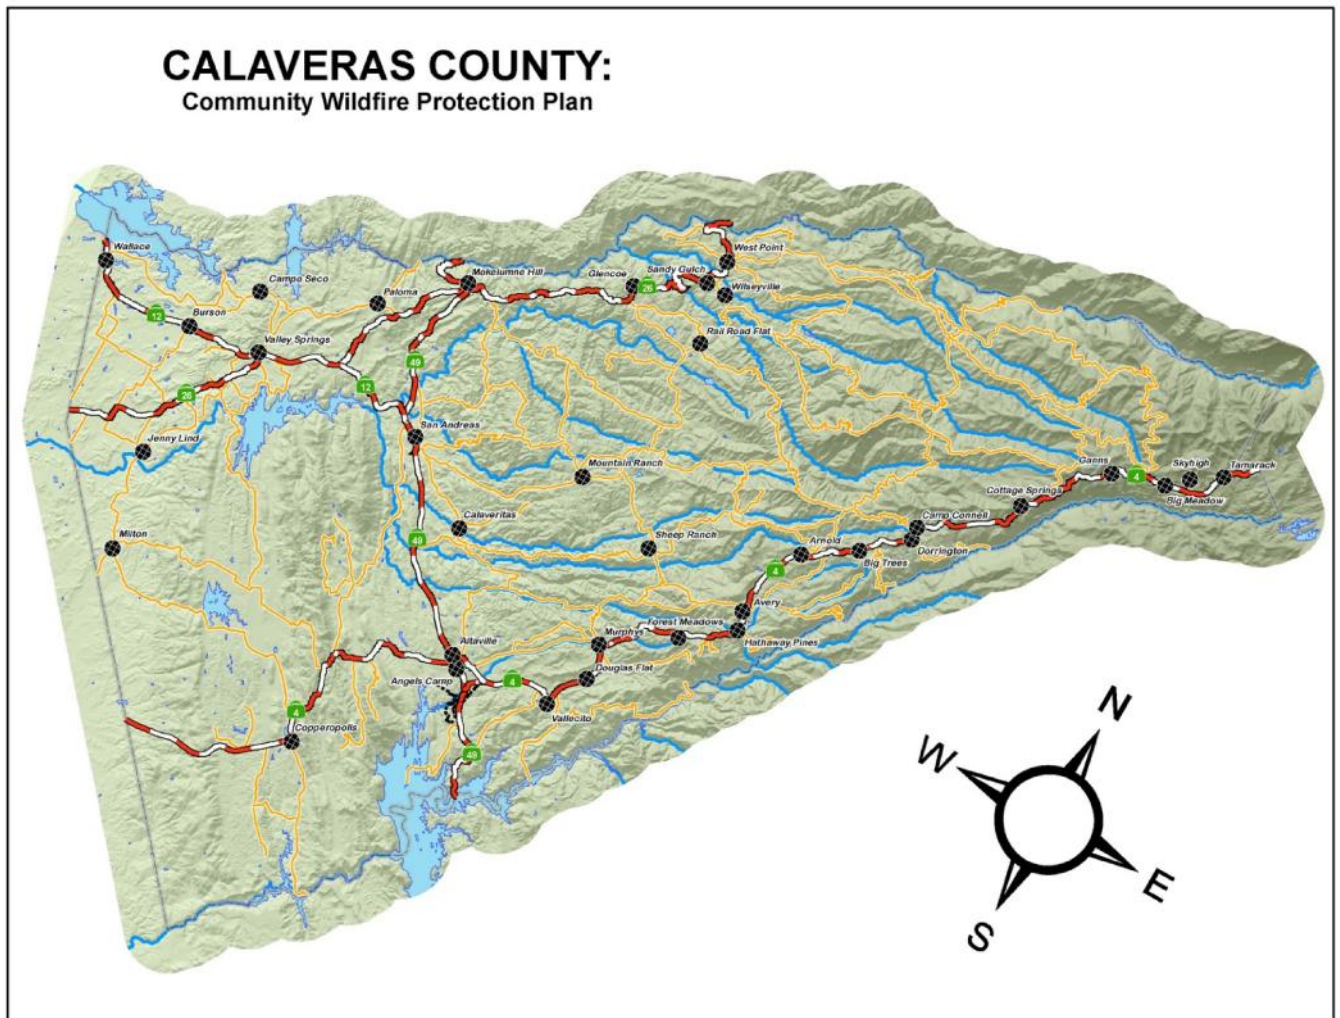 CALAVERAS COUNTY:
Community Wildfire Protection Plan
West Point
Wallace
Mokelumne Hill
Glencoe
Sandy Gulch
Campo Seco
26
Wilseyville
Paloma
12
Burson
Rail Road Flat
Valley Springs
49
12
26
San Andreas
Jenny Lind
Mountain Ranch
Ganns
Skyhigh
Tamarack
4
Cottage Springs
Big Meadow
Calaveritas
Camp Connell
Milton
49
Sheep Ranch
Arnold
Dorrington
Big Trees
4
Avery
Forest Meadows
Murphys
Altaville
Hathaway Pines
Douglas Flat
Angels Camp
4
Vallecito
4
Copperopolis
49
N
W
E
S